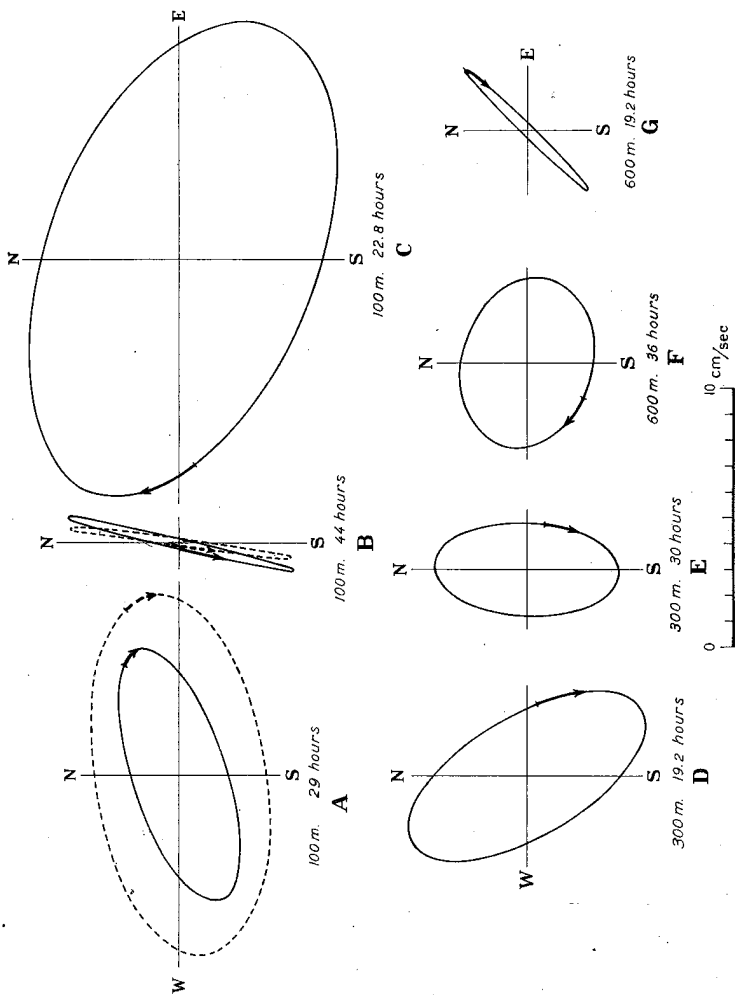 N
N
N
W
E
S
S
S
100 m. 29 hours
100 m. 44 hours
100 m. 22.8 hours
A
B
C
N
N
N
N
W
E
S
S
S
S
300 m. 19.2 hours
300 m. 30 hours
600 m. 36 hours
600 m. 19.2 hours
D
E
F
G
0
10 cm/sec